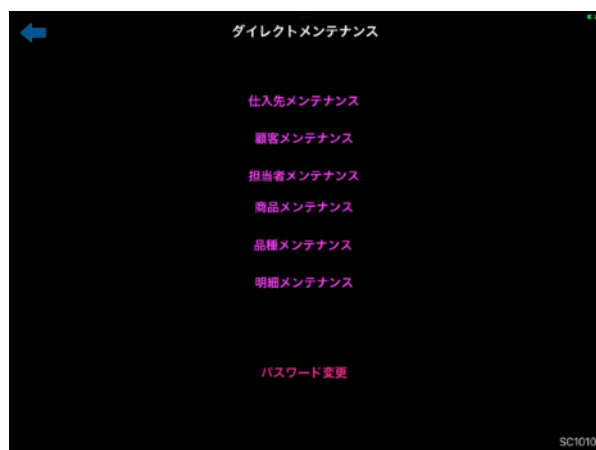 ダイレクトメンテナンス
仕入先メンテナンス
顧客メンテナンス
担当者メンテナンス
商品メンテナンス
品種メンテナンス
明細メンテナンス
パスワード変更
SC1010